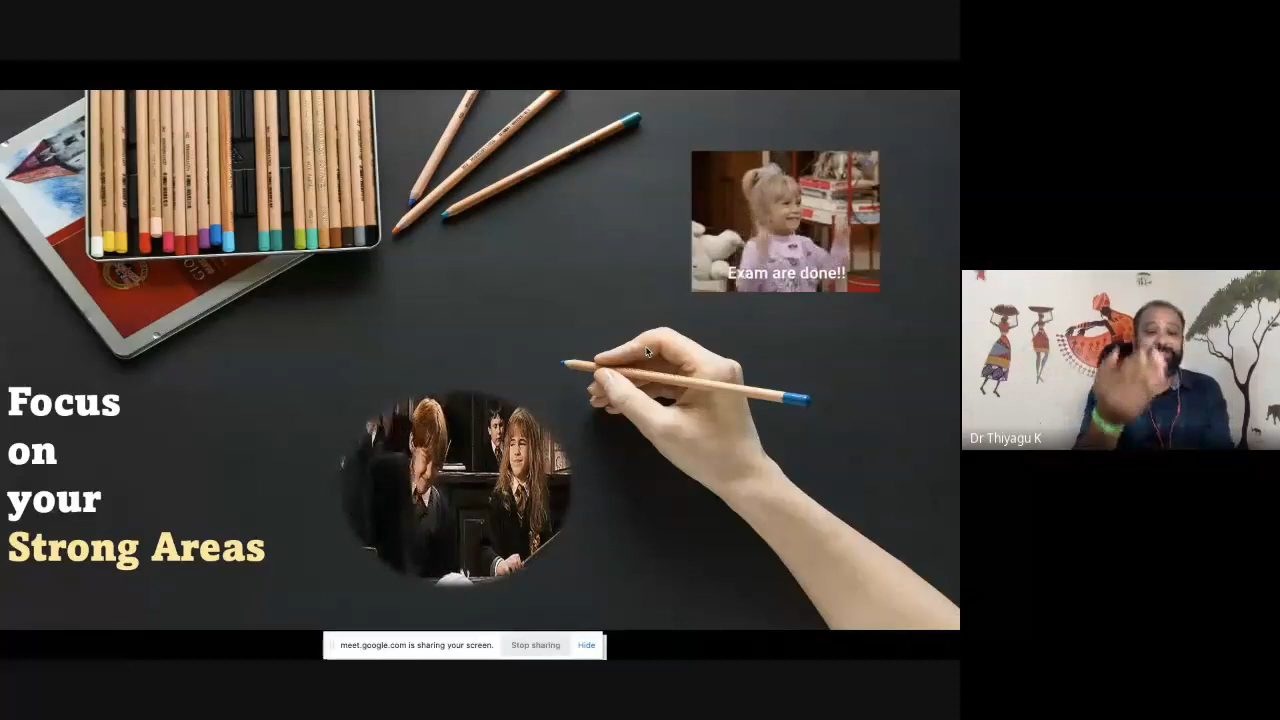 Exam are done!!
Focus
on
your
Strong Areas
Dr Thiyagu K
meet.google.com is sharing your screen. Stop sharing Hide